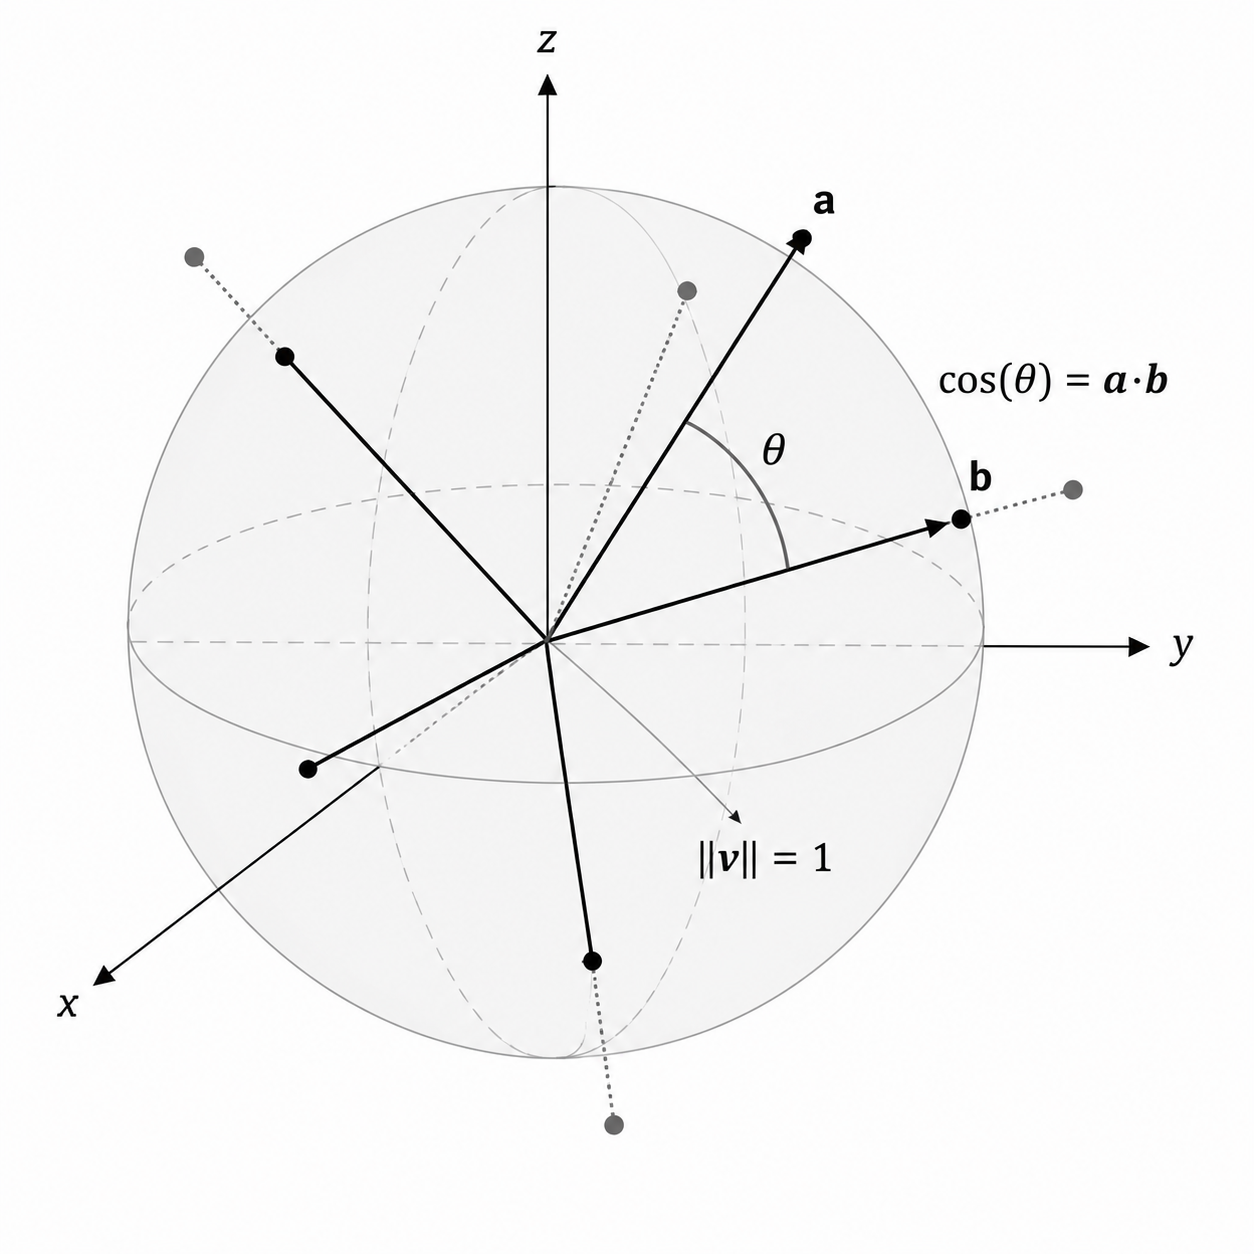 z
a
cos(θ) = a·b
θ
b
y
||v|| = 1
x